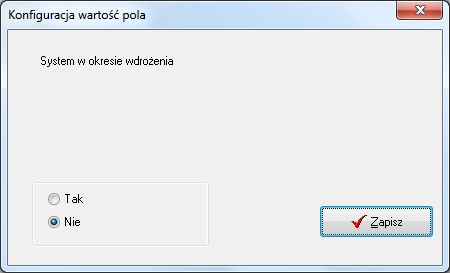 Konfiguracja wartość pola
System w okresie wdrożenia
Tak
Nie
Zapisz